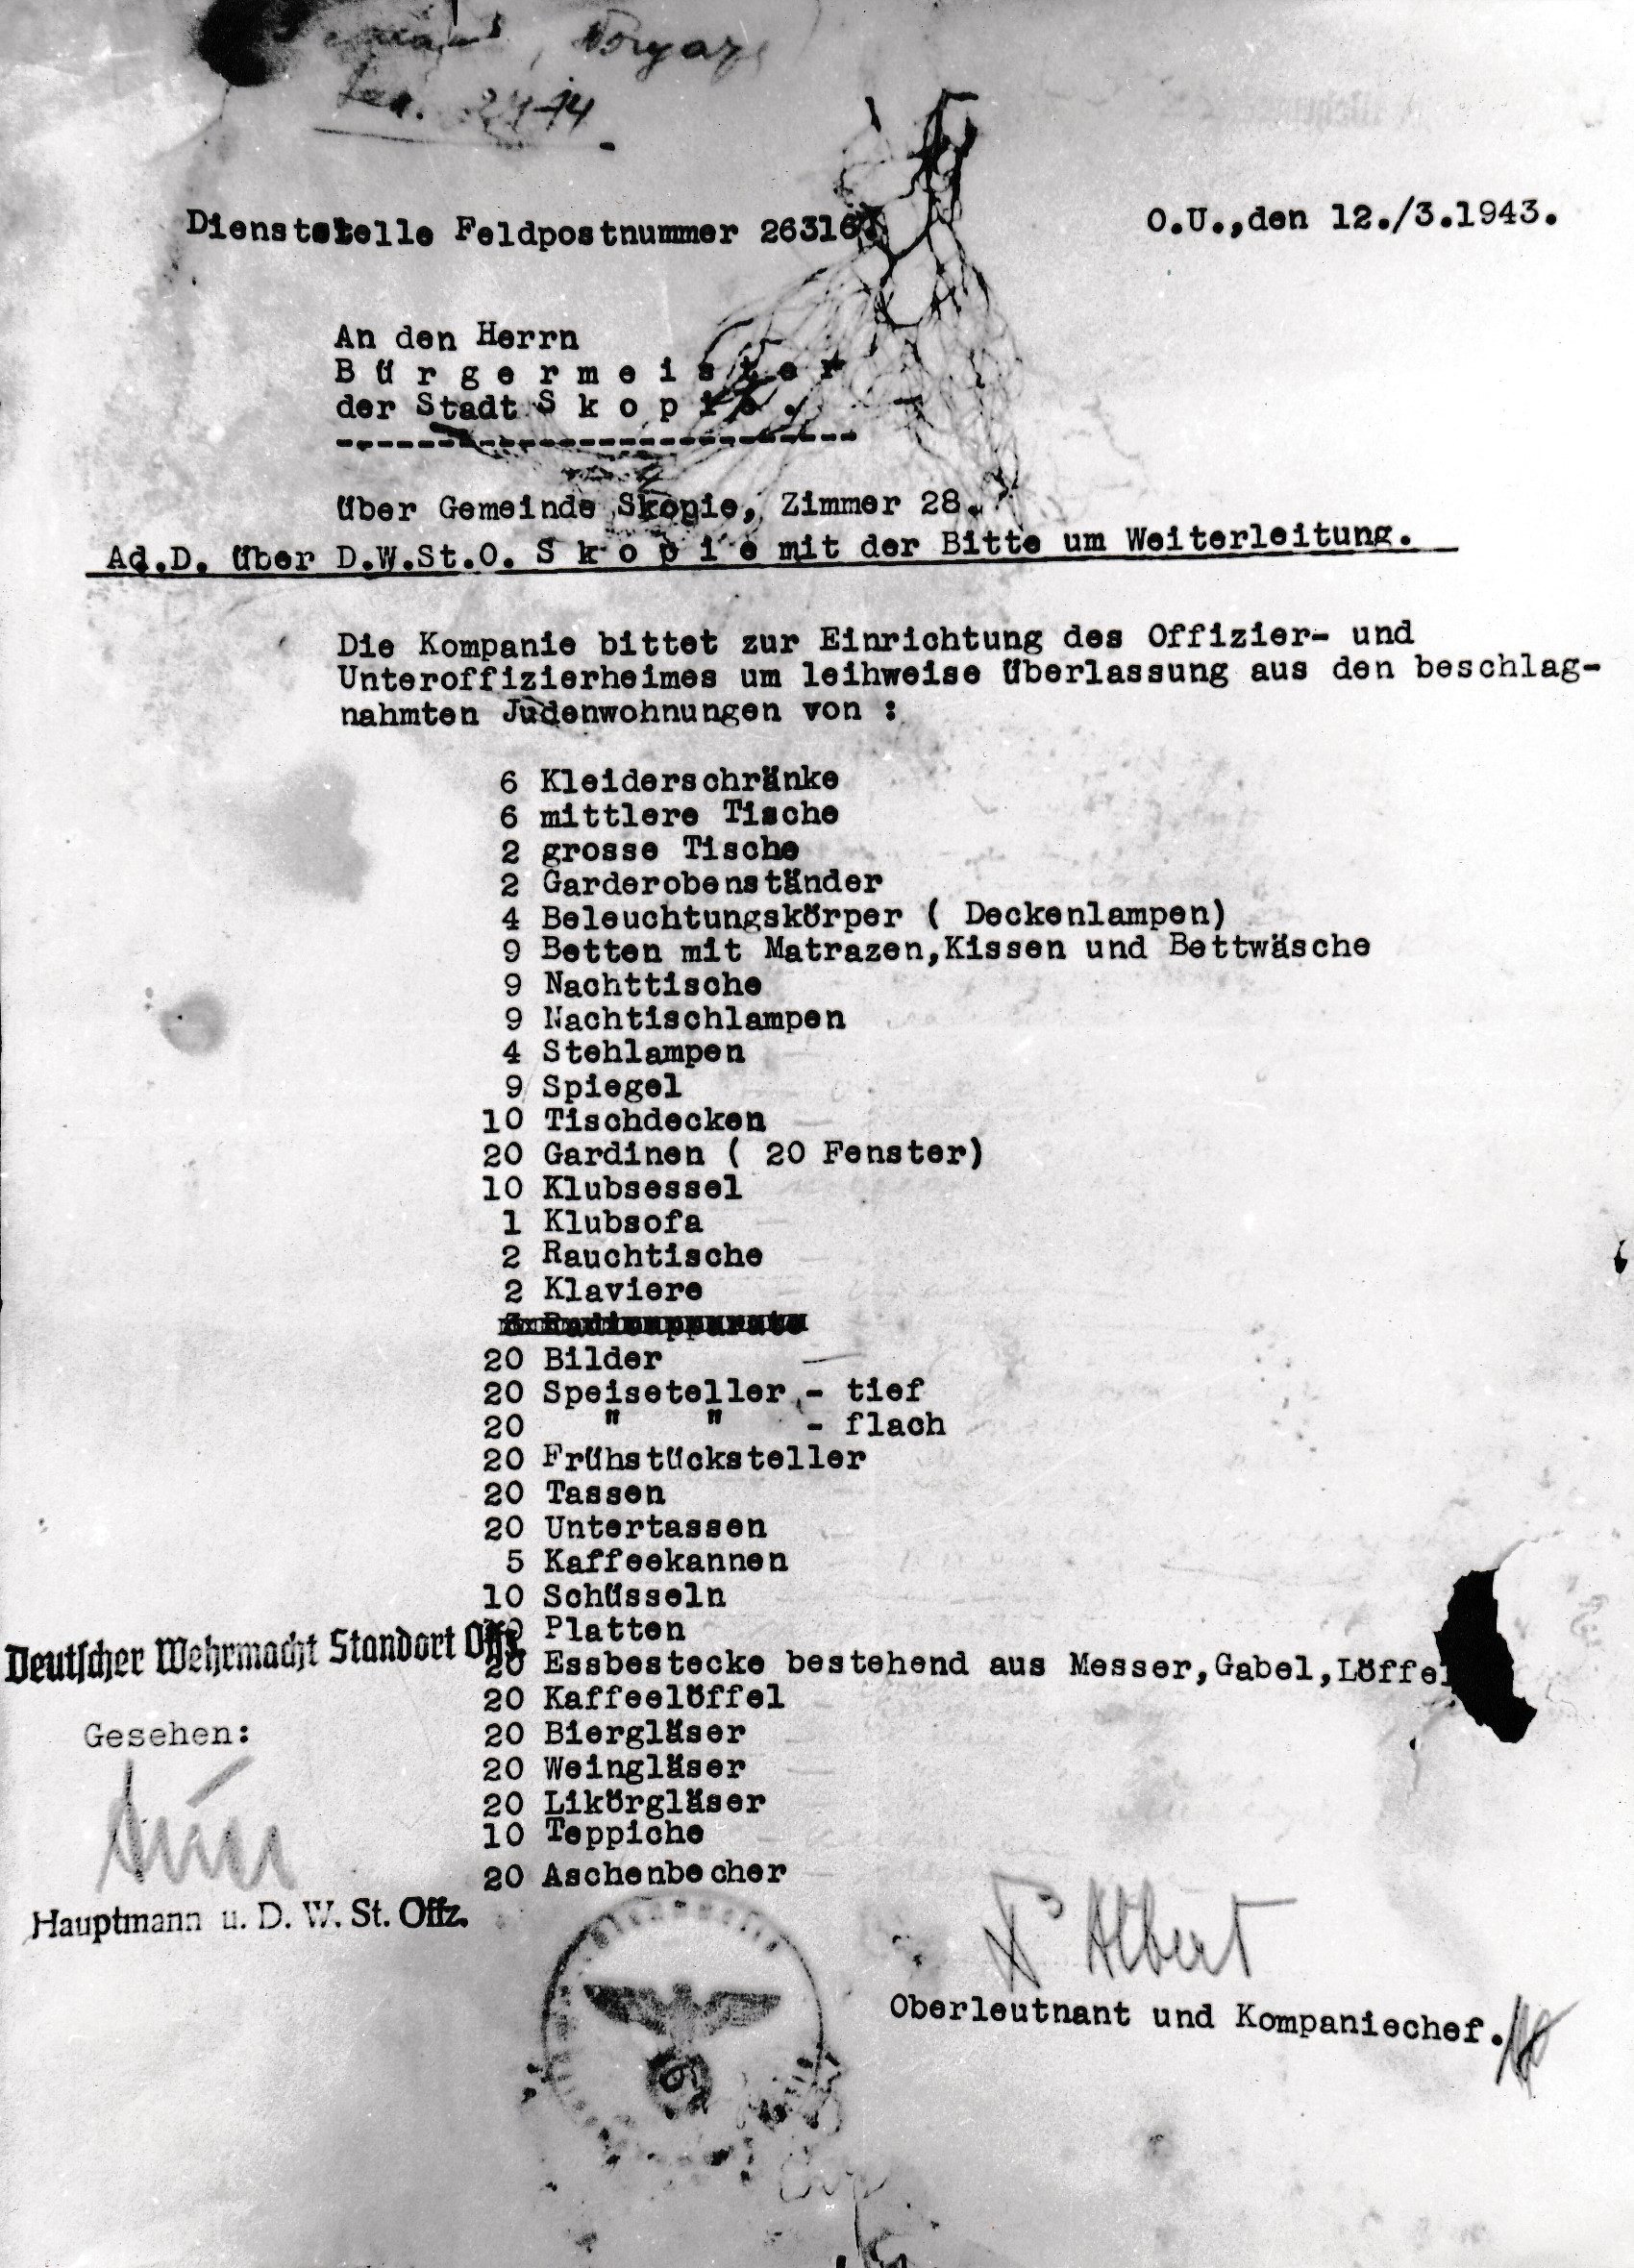 24-14
Dienststelle Feldpostnummer 26316
O.U.,den 12./3.1943.
An den Herrn
B ü r g e r m e i s t e r
der Stadt S k o p i e .
über Gemeinde Skopie, Zimmer 28.
Ad.D. über D.W.St.O. S k o p i e mit der Bitte um Weiterleitung.
Die Kompanie bittet zur Einrichtung des Offizier- und
Unteroffizierheimes um leihweise Überlassung aus den beschlag-
nahmten Judenwohnungen von :
6 Kleiderschränke
6 mittlere Tische
2 grosse Tische
2 Garderobenständer
4 Beleuchtungskörper ( Deckenlampen)
9 Betten mit Matrazen,Kissen und Bettwäsche
9 Nachttische
9 Nachtischlampen
4 Stehlampen
9 Spiegel
10 Tischdecken
20 Gardinen ( 20 Fenster)
10 Klubsessel
1 Klubsofa
2 Rauchtische
2 Klaviere
3 Radioapparate
20 Bilder
20 Speiseteller - tief
20 " " - flach
20 Frühstücksteller
20 Tassen
20 Untertassen
5 Kaffeekannen
10 Schüsseln
Platten
Deutscher Wehrmacht Standort Offz.
20 Essbestecke bestehend aus Messer,Gabel,Löffel
20 Kaffeelöffel
Gesehen:
20 Biergläser
20 Weingläser
20 Likörgläser
10 Teppiche
20 Aschenbecher
Hauptmann u. D. W. St. Offz.
Albert
Oberleutnant und Kompaniechef.